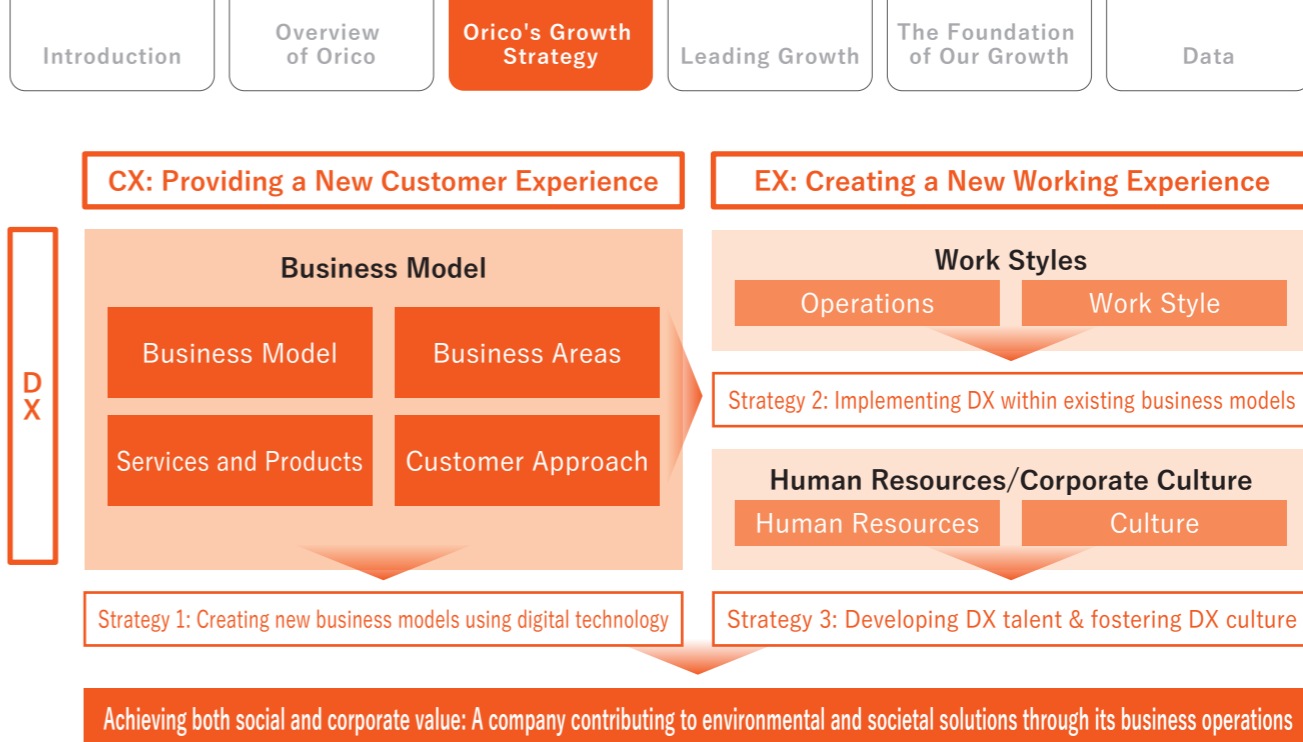 Introduction
Overview
of Orico
Orico's Growth
Strategy
Leading Growth
The Foundation
of Our Growth
Data
CX: Providing a New Customer Experience
EX: Creating a New Working Experience
D
X
Business Model
Business Model
Business Areas
Services and Products
Customer Approach
Strategy 1: Creating new business models using digital technology
Work Styles
Operations
Work Style
Strategy 2: Implementing DX within existing business models
Human Resources/Corporate Culture
Human Resources
Culture
Strategy 3: Developing DX talent & fostering DX culture
Achieving both social and corporate value: A company contributing to environmental and societal solutions through its business operations